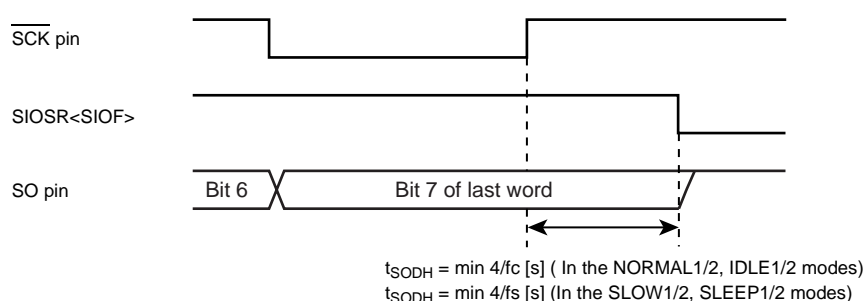 SCK pin
SIOSR<SIOF>
SO pin
Bit 6
Bit 7 of last word
tSODH = min 4/fc [s] ( In the NORMAL1/2, IDLE1/2 modes)
tSODH = min 4/fs [s] (In the SLOW1/2, SLEEP1/2 modes)